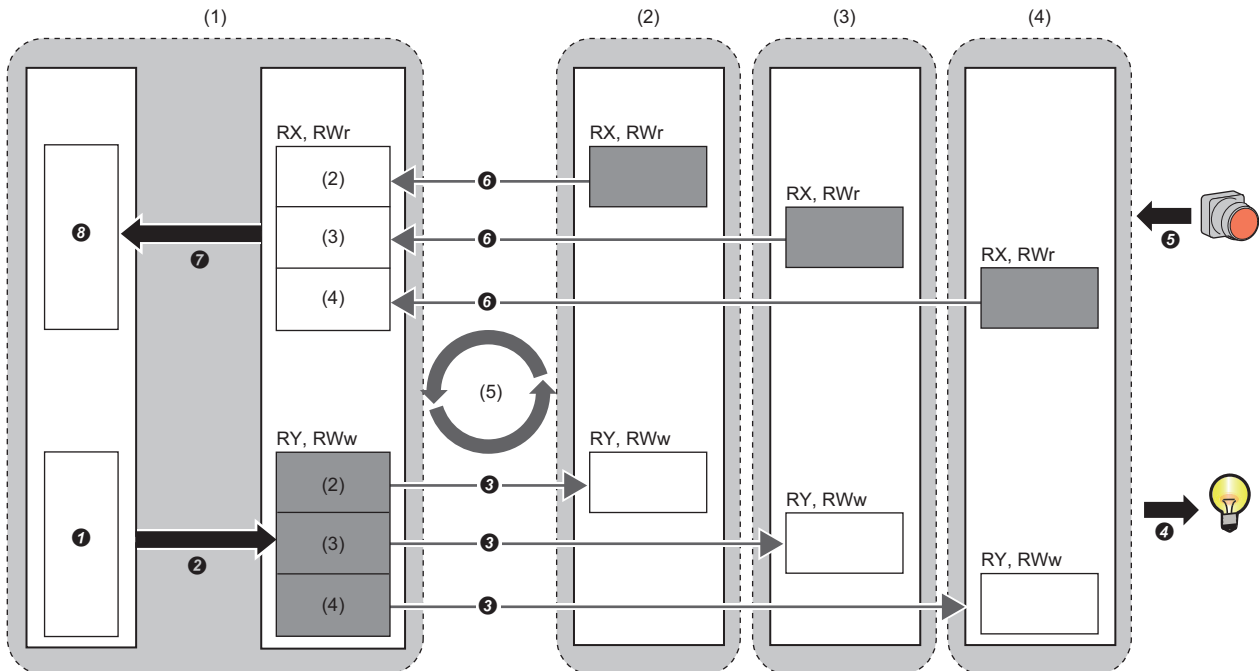 (1) (2) (3) (4)
RX, RWr RX, RWr
(2) ❻
RX, RWr
❽ (3) ❻ ❺
❼
RX, RWr
(4) ❻
(5)
RY, RWw RY, RWw
(2) ❸
RY, RWw
❶ (3) ❸ ❹
❷
RY, RWw
(4) ❸